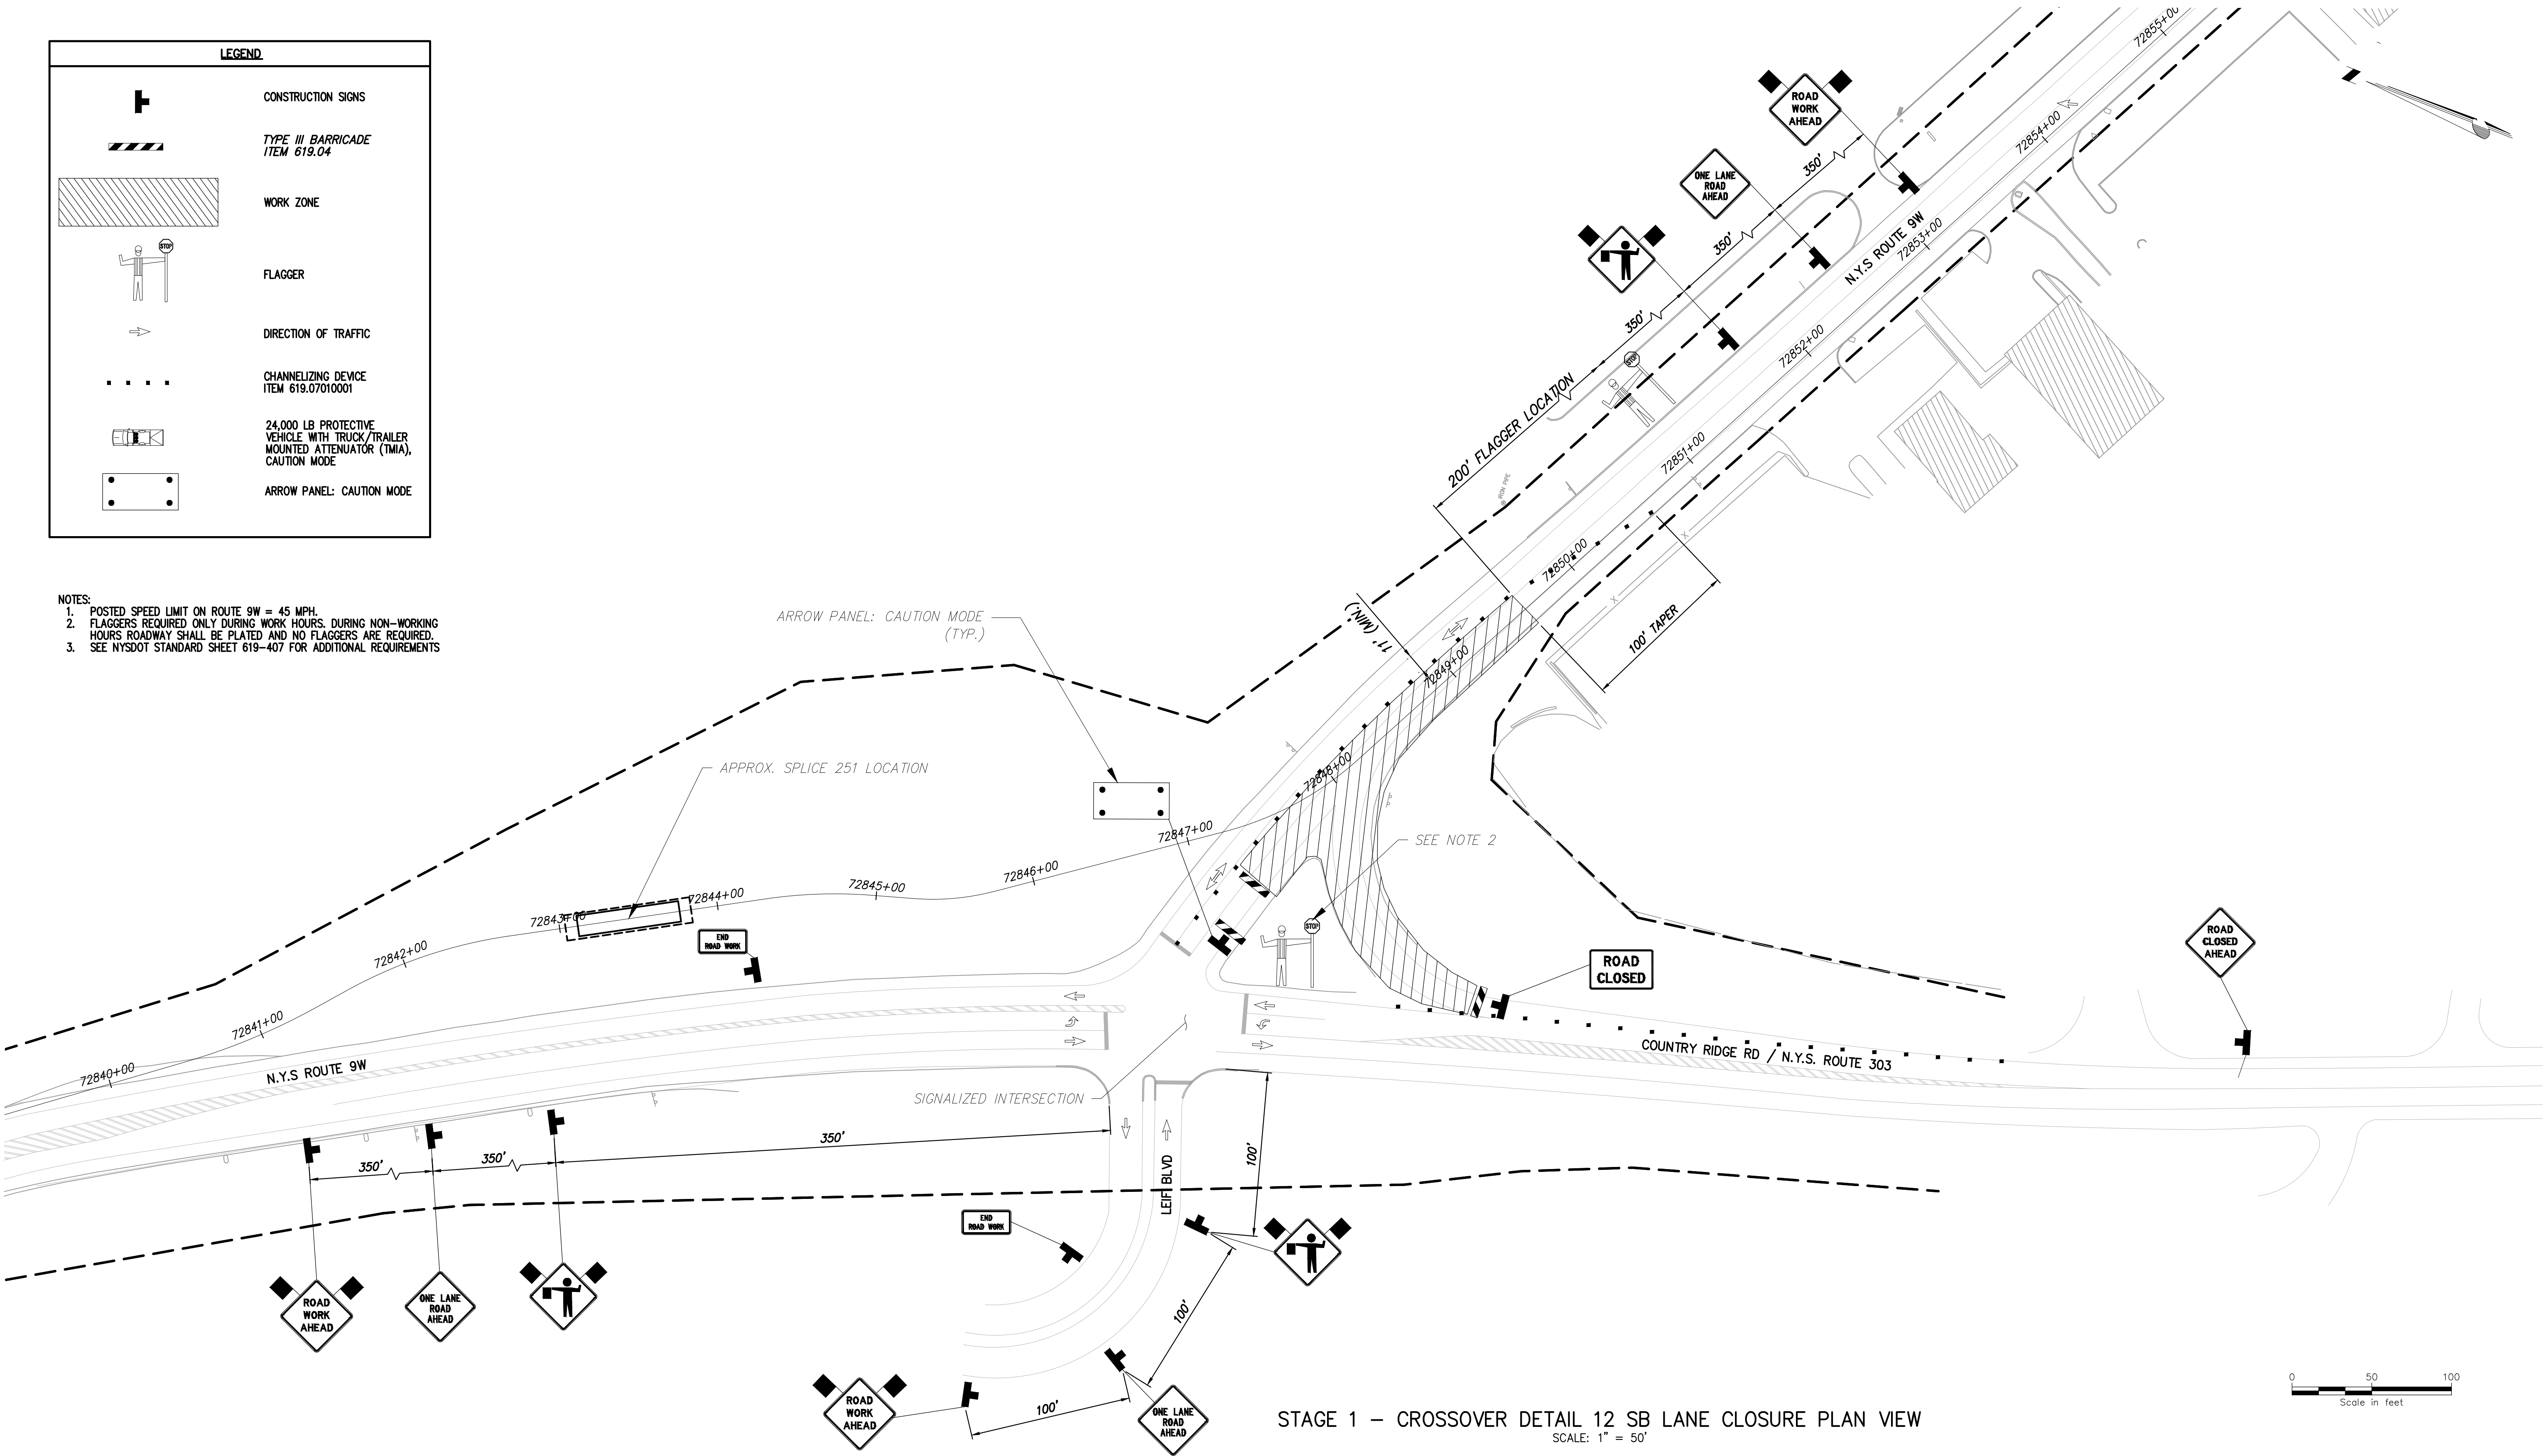 LEGEND
CONSTRUCTION SIGNS
TYPE III BARRICADE
ITEM 619.04
WORK ZONE
STOP
FLAGGER
DIRECTION OF TRAFFIC
CHANNELIZING DEVICE
ITEM 619.07010001
24,000 LB PROTECTIVE
VEHICLE WITH TRUCK/TRAILER
MOUNTED ATTENUATOR (TMIA),
CAUTION MODE
ARROW PANEL: CAUTION MODE
NOTES:
1. POSTED SPEED LIMIT ON ROUTE 9W = 45 MPH.
2. FLAGGERS REQUIRED ONLY DURING WORK HOURS. DURING NON-WORKING
HOURS ROADWAY SHALL BE PLATED AND NO FLAGGERS ARE REQUIRED.
3. SEE NYSDOT STANDARD SHEET 619-407 FOR ADDITIONAL REQUIREMENTS
72855+00
ROAD
WORK
AHEAD
72854+00
350'
ONE LANE
ROAD
AHEAD
N.Y.S ROUTE 9W
72853+00
350'
350'
72852+00
STOP
200' FLAGGER LOCATION
72851+00
IRON PIPE
X
72850+00
X
100' TAPER
11' (MIN.)
72849+00
ARROW PANEL: CAUTION MODE
(TYP.)
72848+00
APPROX. SPLICE 251 LOCATION
72847+00
SEE NOTE 2
72846+00
72845+00
72844+00
72843+00
72842+00
72841+00
72840+00
END
ROAD WORK
STOP
ROAD
CLOSED
ROAD
CLOSED
AHEAD
N.Y.S ROUTE 9W
COUNTRY RIDGE RD / N.Y.S. ROUTE 303
SIGNALIZED INTERSECTION
350'
350'
350'
100'
LEIF BLVD
END
ROAD WORK
ROAD
WORK
AHEAD
ONE LANE
ROAD
AHEAD
100'
100'
ROAD
WORK
AHEAD
ONE LANE
ROAD
AHEAD
STAGE 1 - CROSSOVER DETAIL 12 SB LANE CLOSURE PLAN VIEW
SCALE: 1" = 50'
0 50 100
Scale in feet